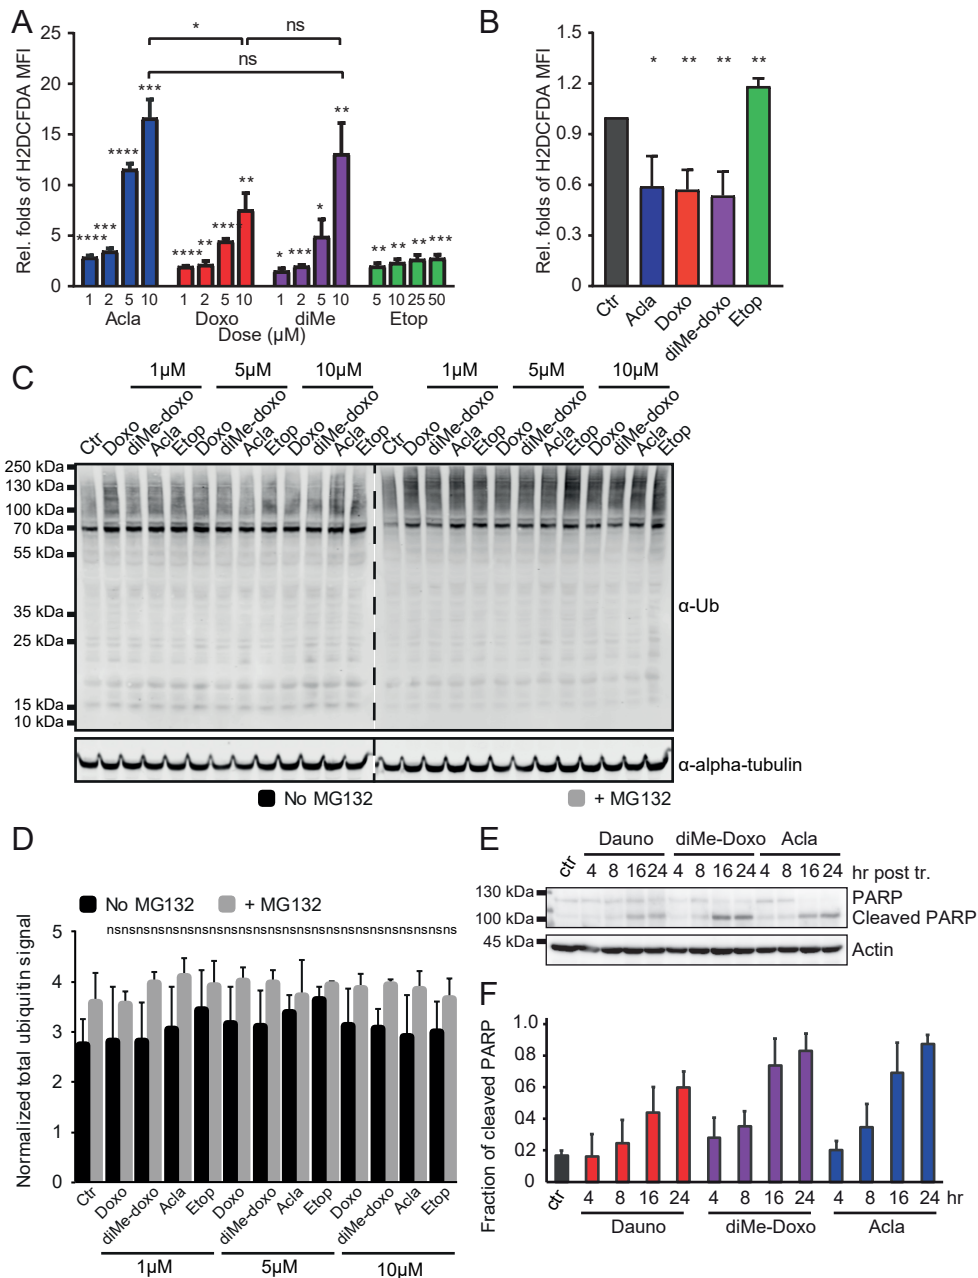 A
Rel. folds of H2DCFDA MFI
25
20
15
10
5
0
* ns
ns
**** *** **** ***
**** ** **** **
* *** * **
** ** ** ***
1 2 5 10 1 2 5 10 1 2 5 10 5 10 25 50
Acla Doxo diMe Etop
Dose (µM)
B
Rel. folds of H2DCFDA MFI
1.5
1.2
0.9
0.6
0.3
0
* ** ** **
Ctr Acla Doxo diMe-doxo Etop
C
1µM 5µM 10µM 1µM 5µM 10µM
Ctr Doxo diMe-doxo Acla Etop Doxo diMe-doxo Acla Etop Doxo diMe-doxo Acla Etop Ctr Doxo diMe-doxo Acla Etop Doxo diMe-doxo Acla Etop Doxo diMe-doxo Acla Etop
250 kDa
130 kDa
100 kDa
70 kDa
55 kDa
35 kDa
25 kDa
15 kDa
10 kDa
α-Ub
α-alpha-tubulin
No MG132 + MG132
D
No MG132 + MG132
Normalized total ubiquitin signal
5
4
3
2
1
0
nsnsnsnsnsnsnsnsnsnsnsnsnsnsnsnsnsnsnsnsnsnsnsns
Ctr Doxo diMe-doxo Acla Etop Doxo diMe-doxo Acla Etop Doxo diMe-doxo Acla Etop
1µM 5µM 10µM
E
Dauno diMe-Doxo Acla
ctr 4 8 16 24 4 8 16 24 4 8 16 24 hr post tr.
130 kDa PARP
100 kDa Cleaved PARP
45 kDa Actin
F
Fraction of cleaved PARP
1.0
0.8
0.6
0.4
0.2
0
ctr 4 8 16 24 4 8 16 24 4 8 16 24 hr
Dauno diMe-Doxo Acla